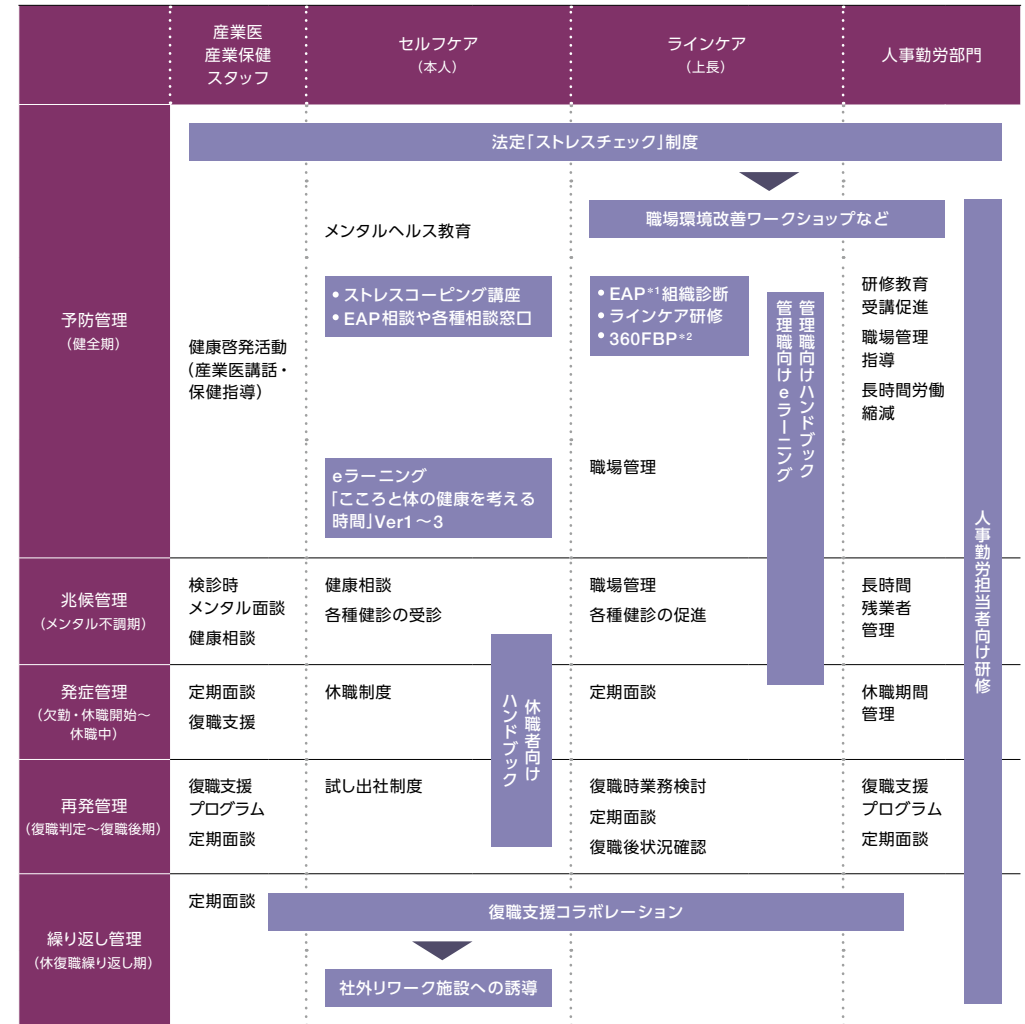 産業医
産業保健
スタッフ
セルフケア
（本人）
ラインケア
（上長）
人事勤労部門
予防管理
（健全期）
法定「ストレスチェック」制度
職場環境改善ワークショップなど
健康啓発活動
（産業医講話・
保健指導）
メンタルヘルス教育
• ストレスコーピング講座
• EAP相談や各種相談窓口
eラーニング
「こころと体の健康を考える
時間」Ver1～3
• EAP*1組織診断
• ラインケア研修
• 360FBP*2
職場管理
管理職向けハンドブック
管理職向けeラーニング
研修教育
受講促進
職場管理
指導
長時間労働
縮減
人事勤労担当者向け研修
兆候管理
（メンタル不調期）
検診時
メンタル面談
健康相談
健康相談
各種健診の受診
職場管理
各種健診の促進
長時間
残業者
管理
発症管理
（欠勤・休職開始～
休職中）
定期面談
復職支援
休職制度
休職者向け
ハンドブック
定期面談
休職期間
管理
再発管理
（復職判定～復職後期）
復職支援
プログラム
定期面談
試し出社制度
復職時業務検討
定期面談
復職後状況確認
復職支援
プログラム
定期面談
繰り返し管理
（休復職繰り返し期）
定期面談
復職支援コラボレーション
社外リワーク施設への誘導